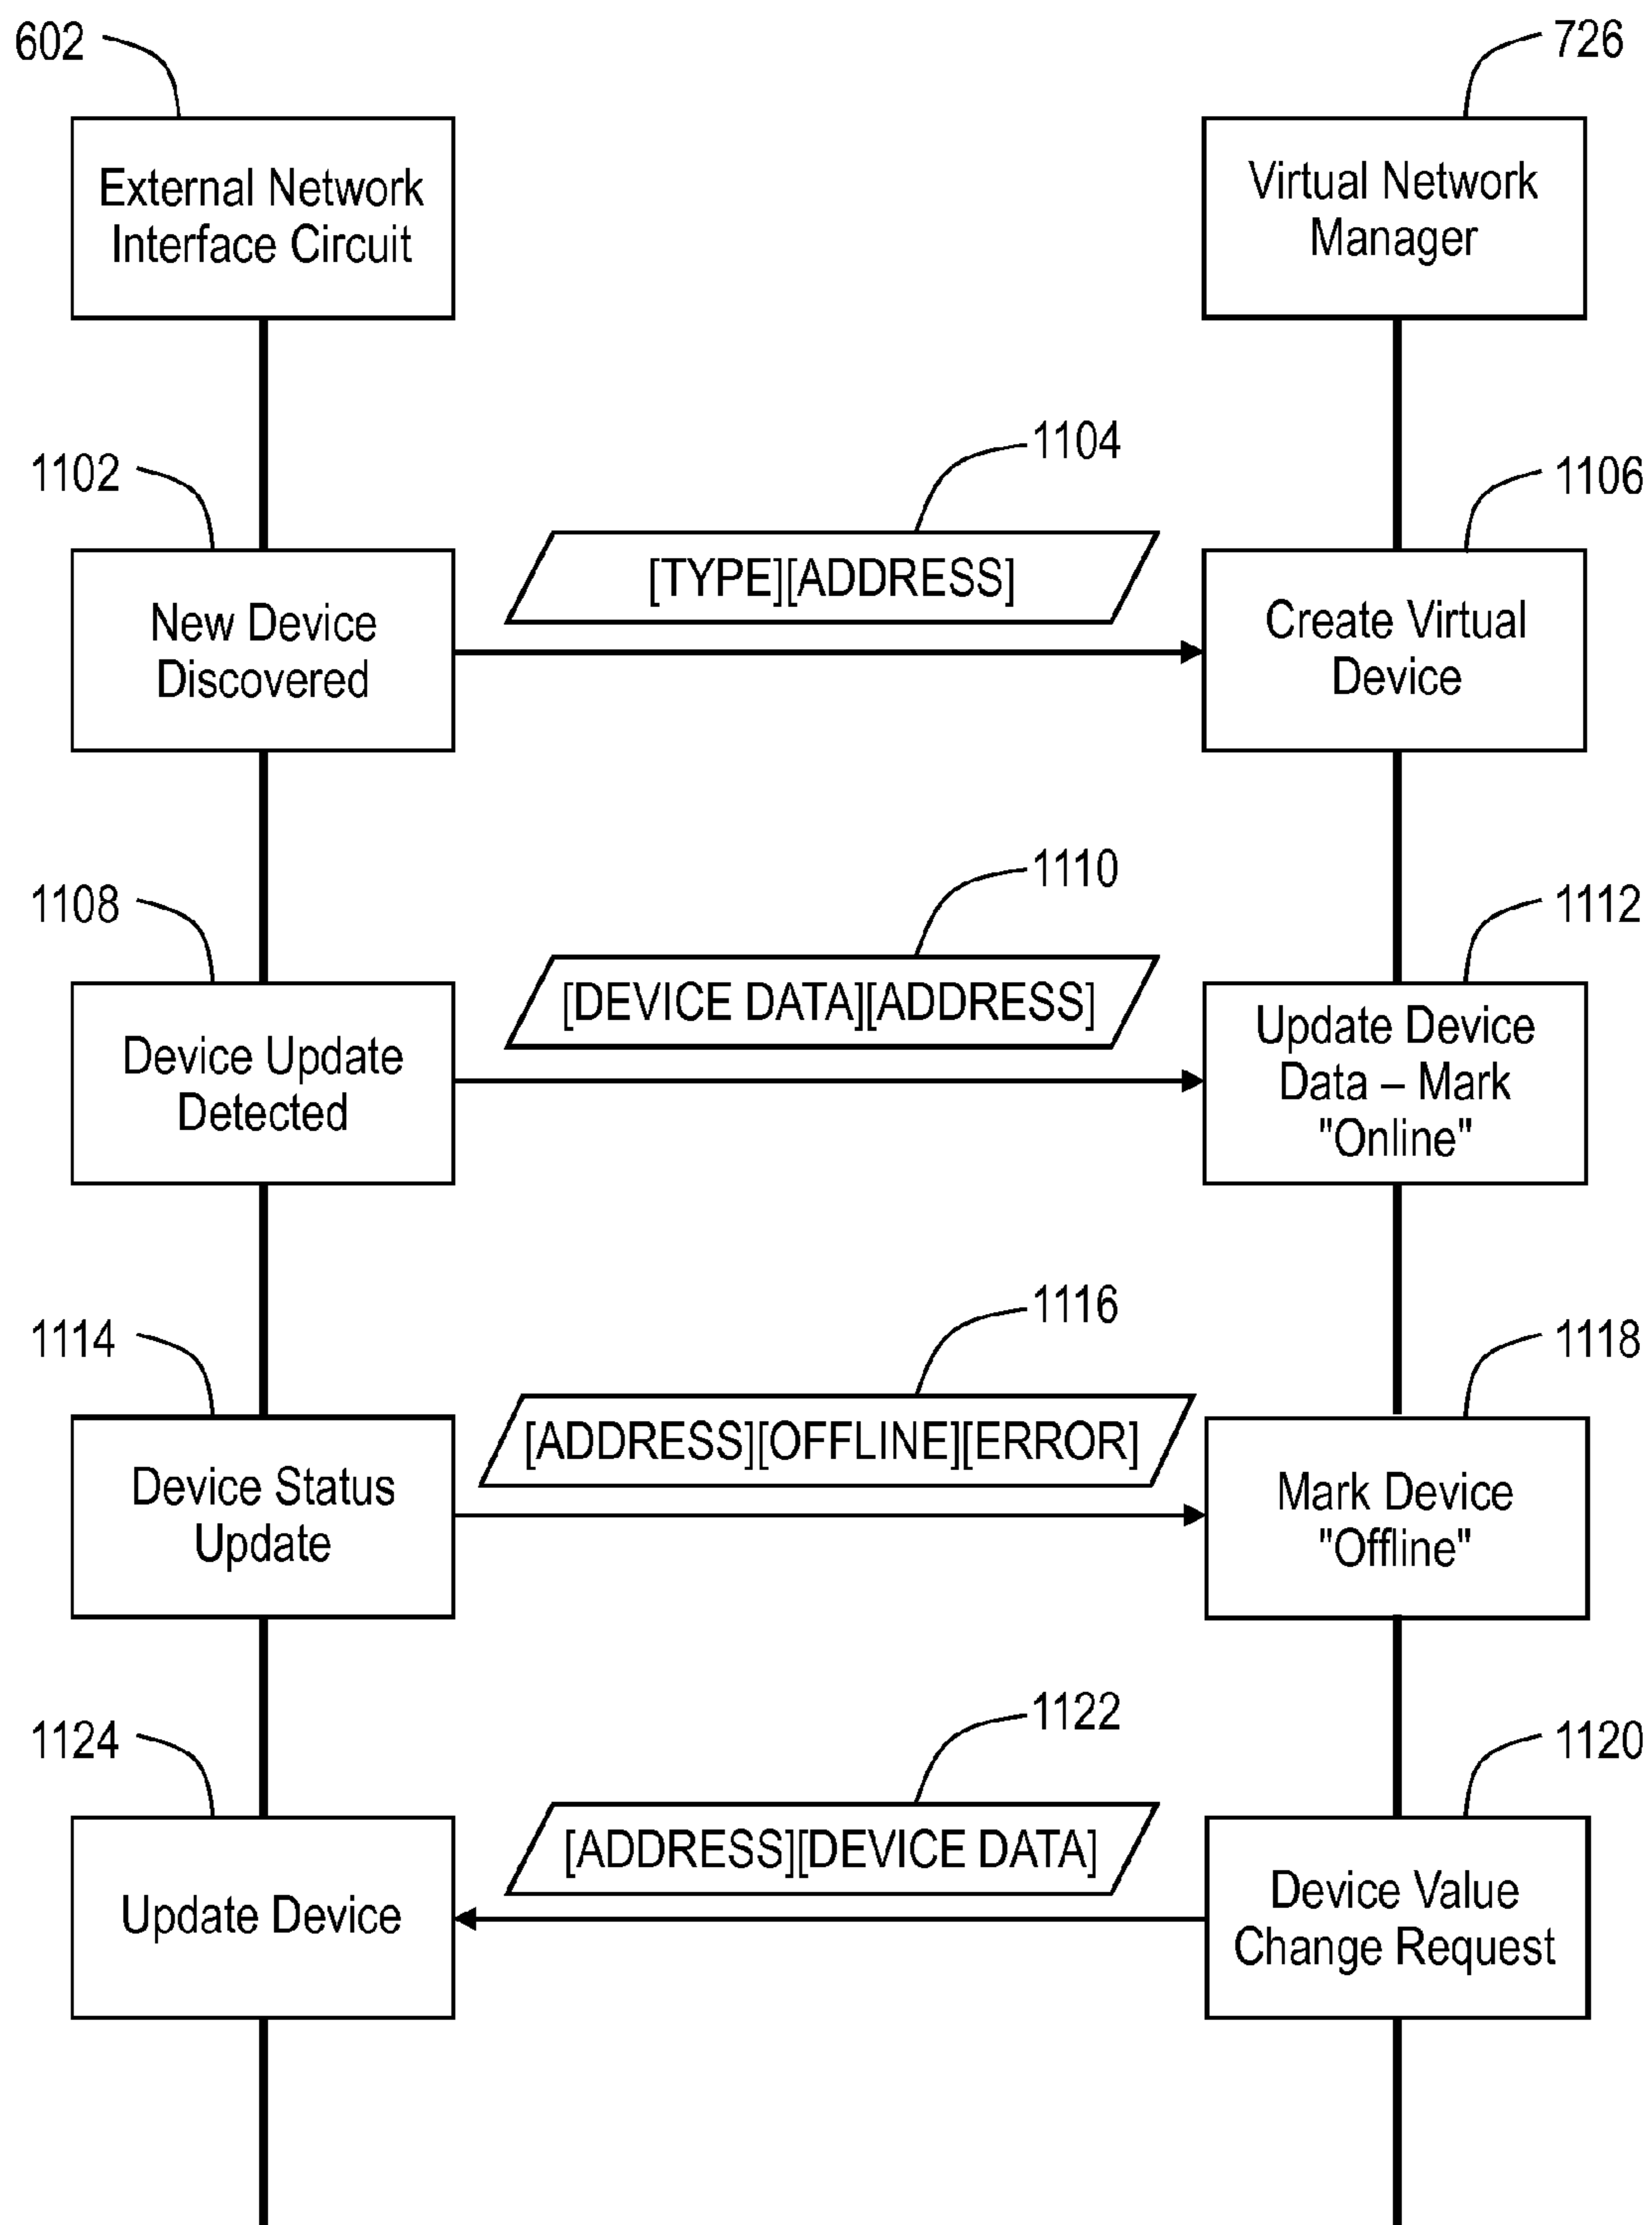 602
726
External Network
Interface Circuit
Virtual Network
Manager
1102
1104
1106
New Device
Discovered
[TYPE][ADDRESS]
Create Virtual
Device
1108
1110
1112
Device Update
Detected
[DEVICE DATA][ADDRESS]
Update Device
Data – Mark
"Online"
1114
1116
1118
Device Status
Update
[ADDRESS][OFFLINE][ERROR]
Mark Device
"Offline"
1124
1122
1120
Update Device
[ADDRESS][DEVICE DATA]
Device Value
Change Request